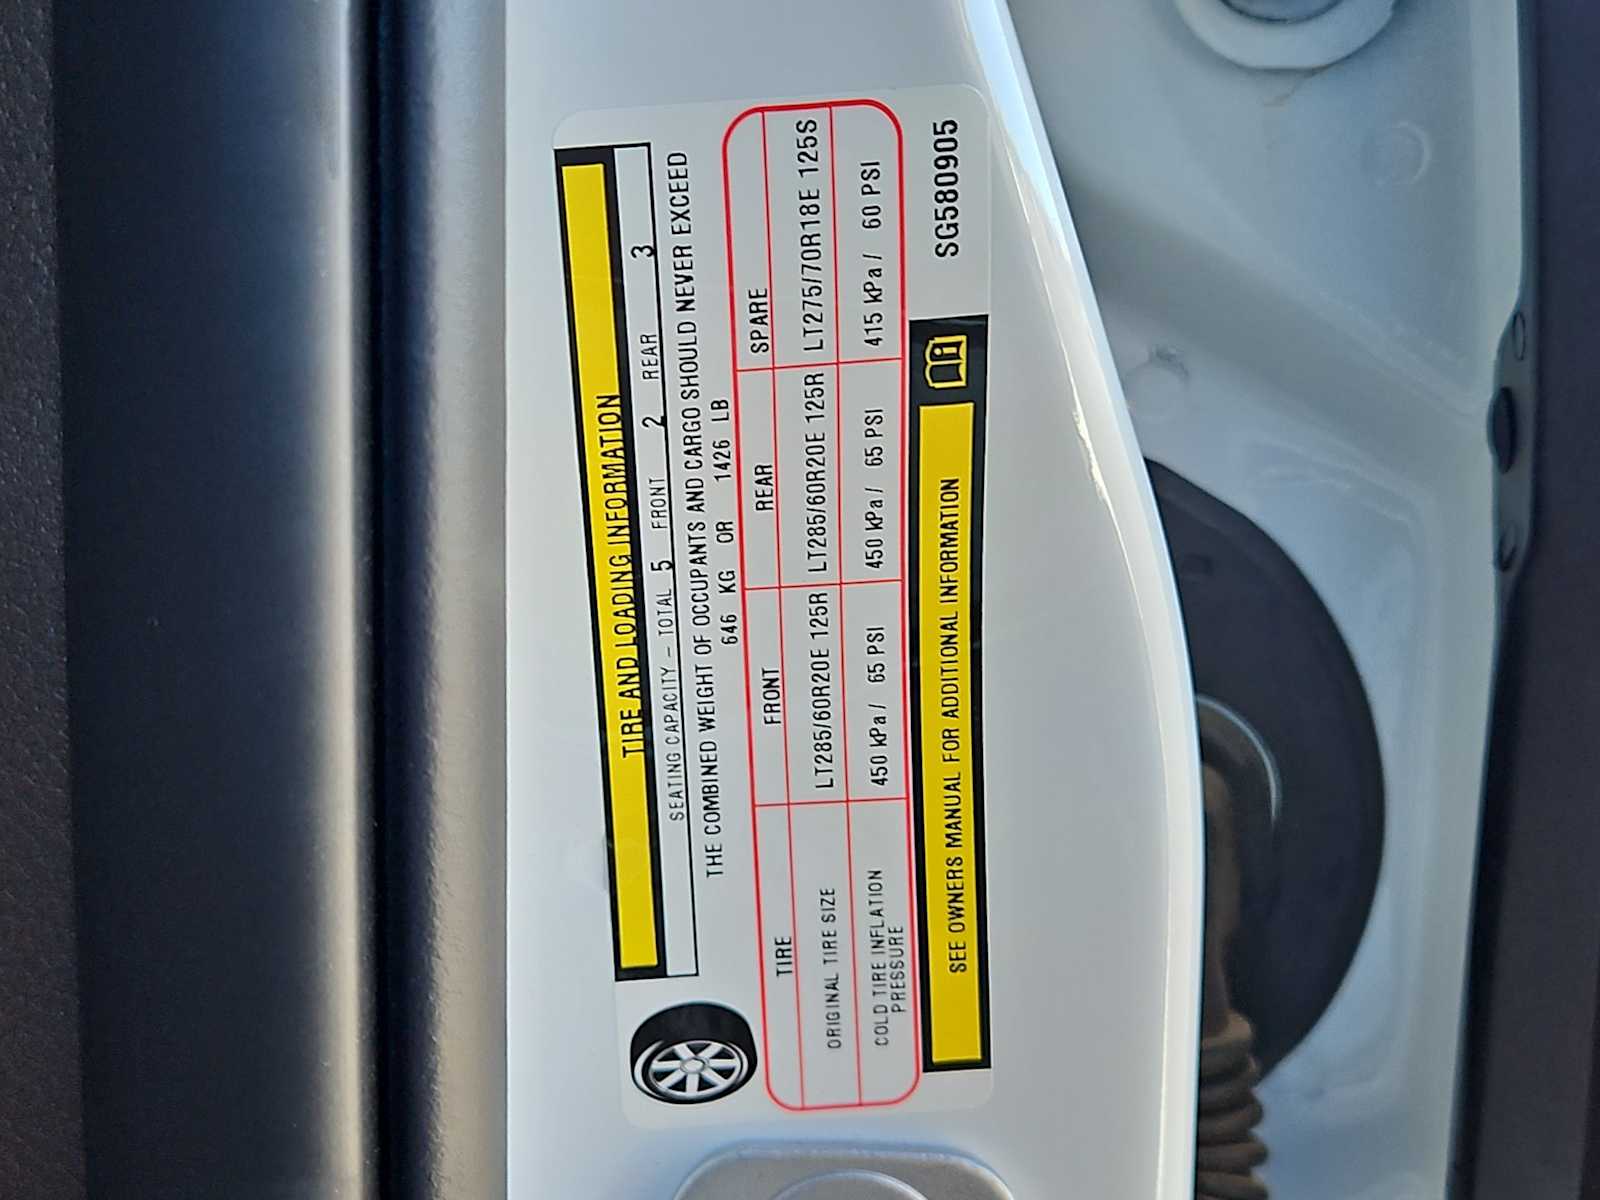 TIRE AND LOADING INFORMATION
SEATING CAPACITY – TOTAL 5 FRONT 2 REAR 3
THE COMBINED WEIGHT OF OCCUPANTS AND CARGO SHOULD NEVER EXCEED
646 KG OR 1426 LB
TIRE FRONT REAR SPARE
ORIGINAL TIRE SIZE LT285/60R20E 125R LT285/60R20E 125R LT275/70R18E 125S
COLD TIRE INFLATION PRESSURE 450 kPa / 65 PSI 450 kPa / 65 PSI 415 kPa / 60 PSI
SEE OWNERS MANUAL FOR ADDITIONAL INFORMATION
SG580905